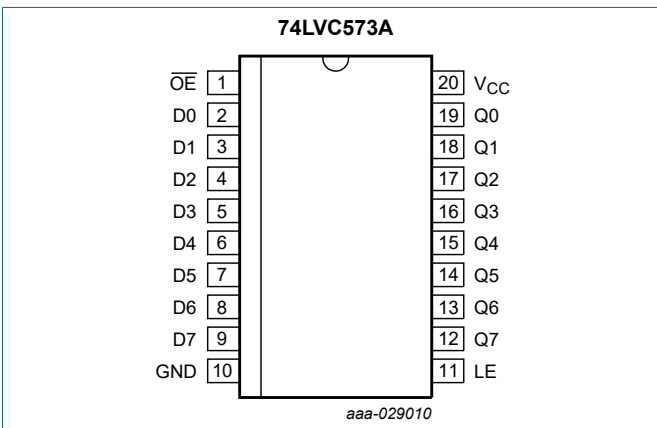 74LVC573A
OE 1 20 VCC
D0 2 19 Q0
D1 3 18 Q1
D2 4 17 Q2
D3 5 16 Q3
D4 6 15 Q4
D5 7 14 Q5
D6 8 13 Q6
D7 9 12 Q7
GND 10 11 LE
aaa-029010